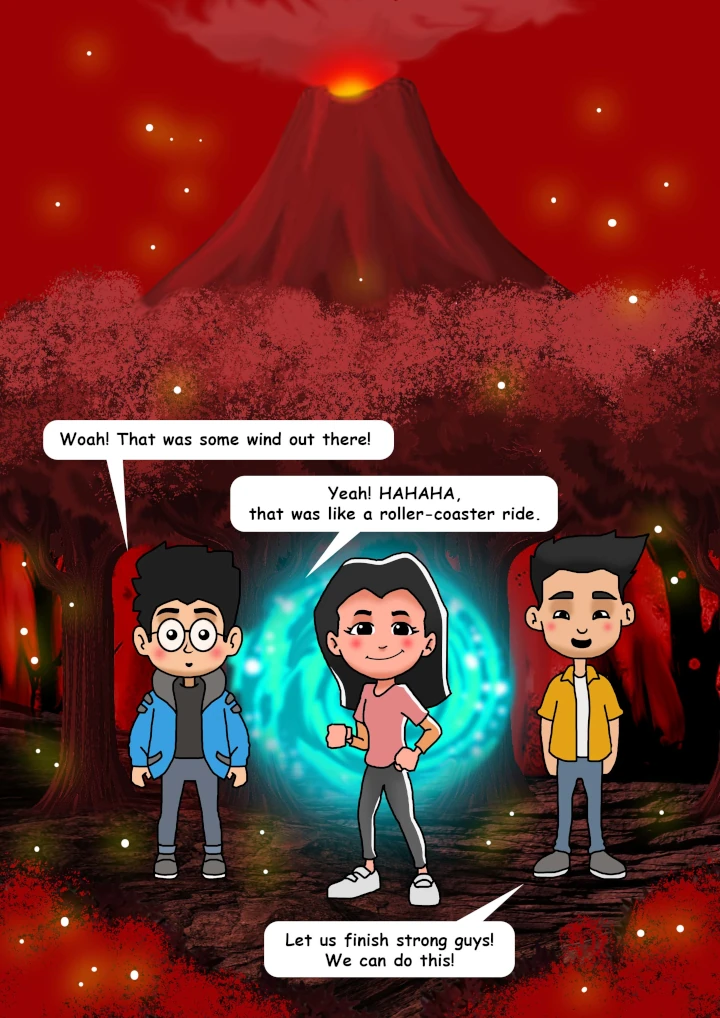 Woah! That was some wind out there!
Yeah! HAHAHA,
that was like a roller-coaster ride.
Let us finish strong guys!
We can do this!